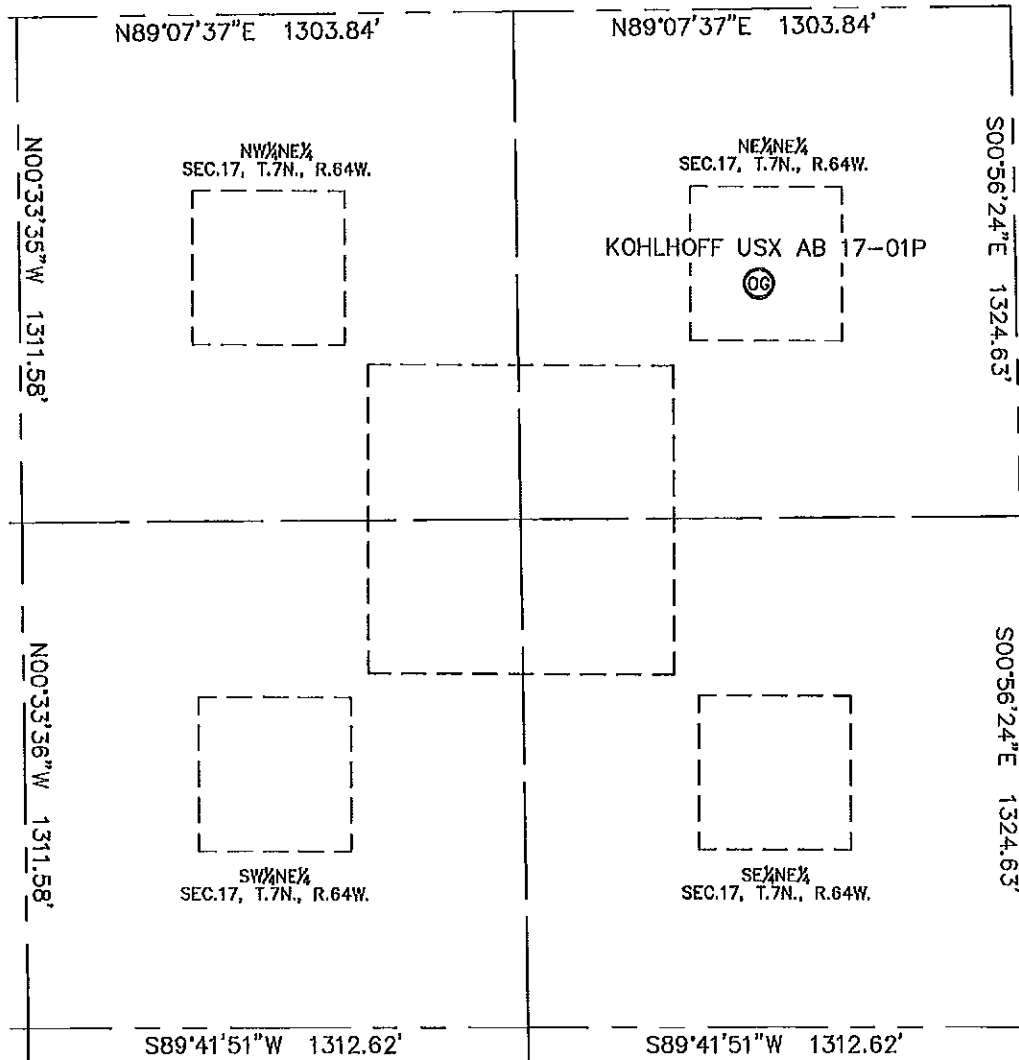 N89°07'37"E 1303.84'
N89°07'37"E 1303.84'
N00°33'35"W 1311.58'
NW¼NE¼
SEC.17, T.7N., R.64W.
NE¼NE¼
SEC.17, T.7N., R.64W.
S00°56'24"E 1324.63'
KOHLHOFF USX AB 17-01P
OG
N00°33'36"W 1311.58'
S00°56'24"E 1324.63'
SW¼NE¼
SEC.17, T.7N., R.64W.
SE¼NE¼
SEC.17, T.7N., R.64W.
S89°41'51"W 1312.62'
S89°41'51"W 1312.62'